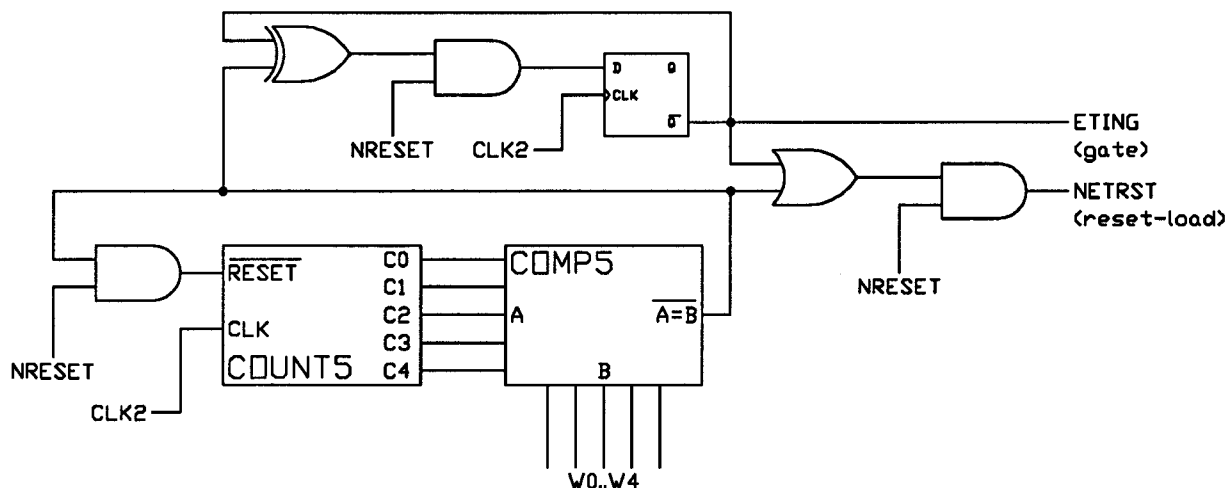 D Q
CLK
Q
NRESET
CLK2
ETING
(gate)
NETRST
(reset-load)
NRESET
RESET
CLK
COUNT5
C0
C1
C2
C3
C4
COMP5
A
A=B
B
NRESET
CLK2
W0..W4